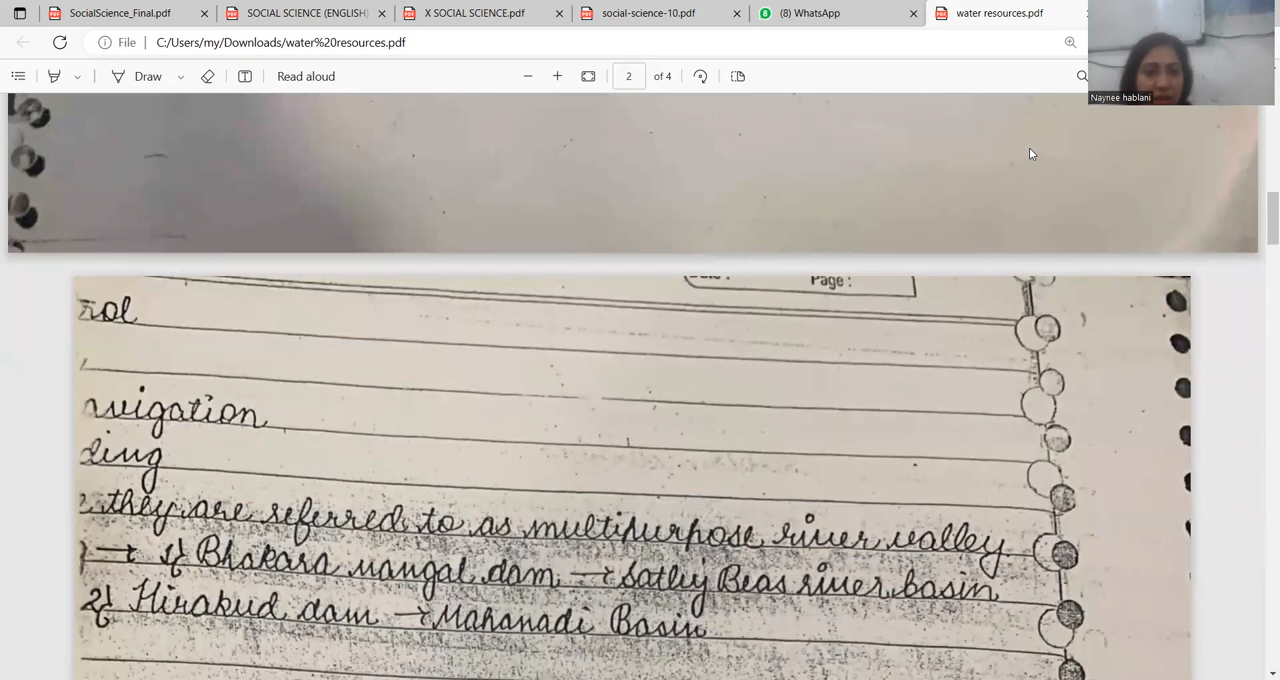 SocialScience_Final.pdf
SOCIAL SCIENCE (ENGLISH)
X SOCIAL SCIENCE.pdf
social-science-10.pdf
(8) WhatsApp
water resources.pdf
File
C:/Users/my/Downloads/water%20resources.pdf
Draw
Read aloud
2
of 4
Naynee hablani
Page :
rol
avigation
ding
they are referred to as multipurpose river valley
→ 1} Bhakara nangal dam → Satluj Beas river basin
2} Hirakud dam → Mahanadi Basin